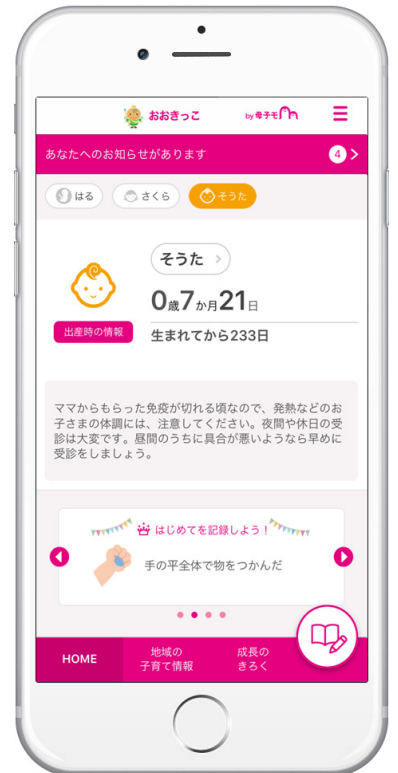 おおきっこ by 母子モ
あなたへのお知らせがあります 4
はる さくら そうた
そうた
0歳7か月21日
出産時の情報
生まれてから233日
ママからもらった免疫が切れる頃なので、発熱などのお
子さまの体調には、注意してください。夜間や休日の受
診は大変です。昼間のうちに具合が悪いようなら早めに
受診をしましょう。
はじめてを記録しよう！
手の平全体で物をつかんだ
HOME
地域の
子育て情報
成長の
きろく